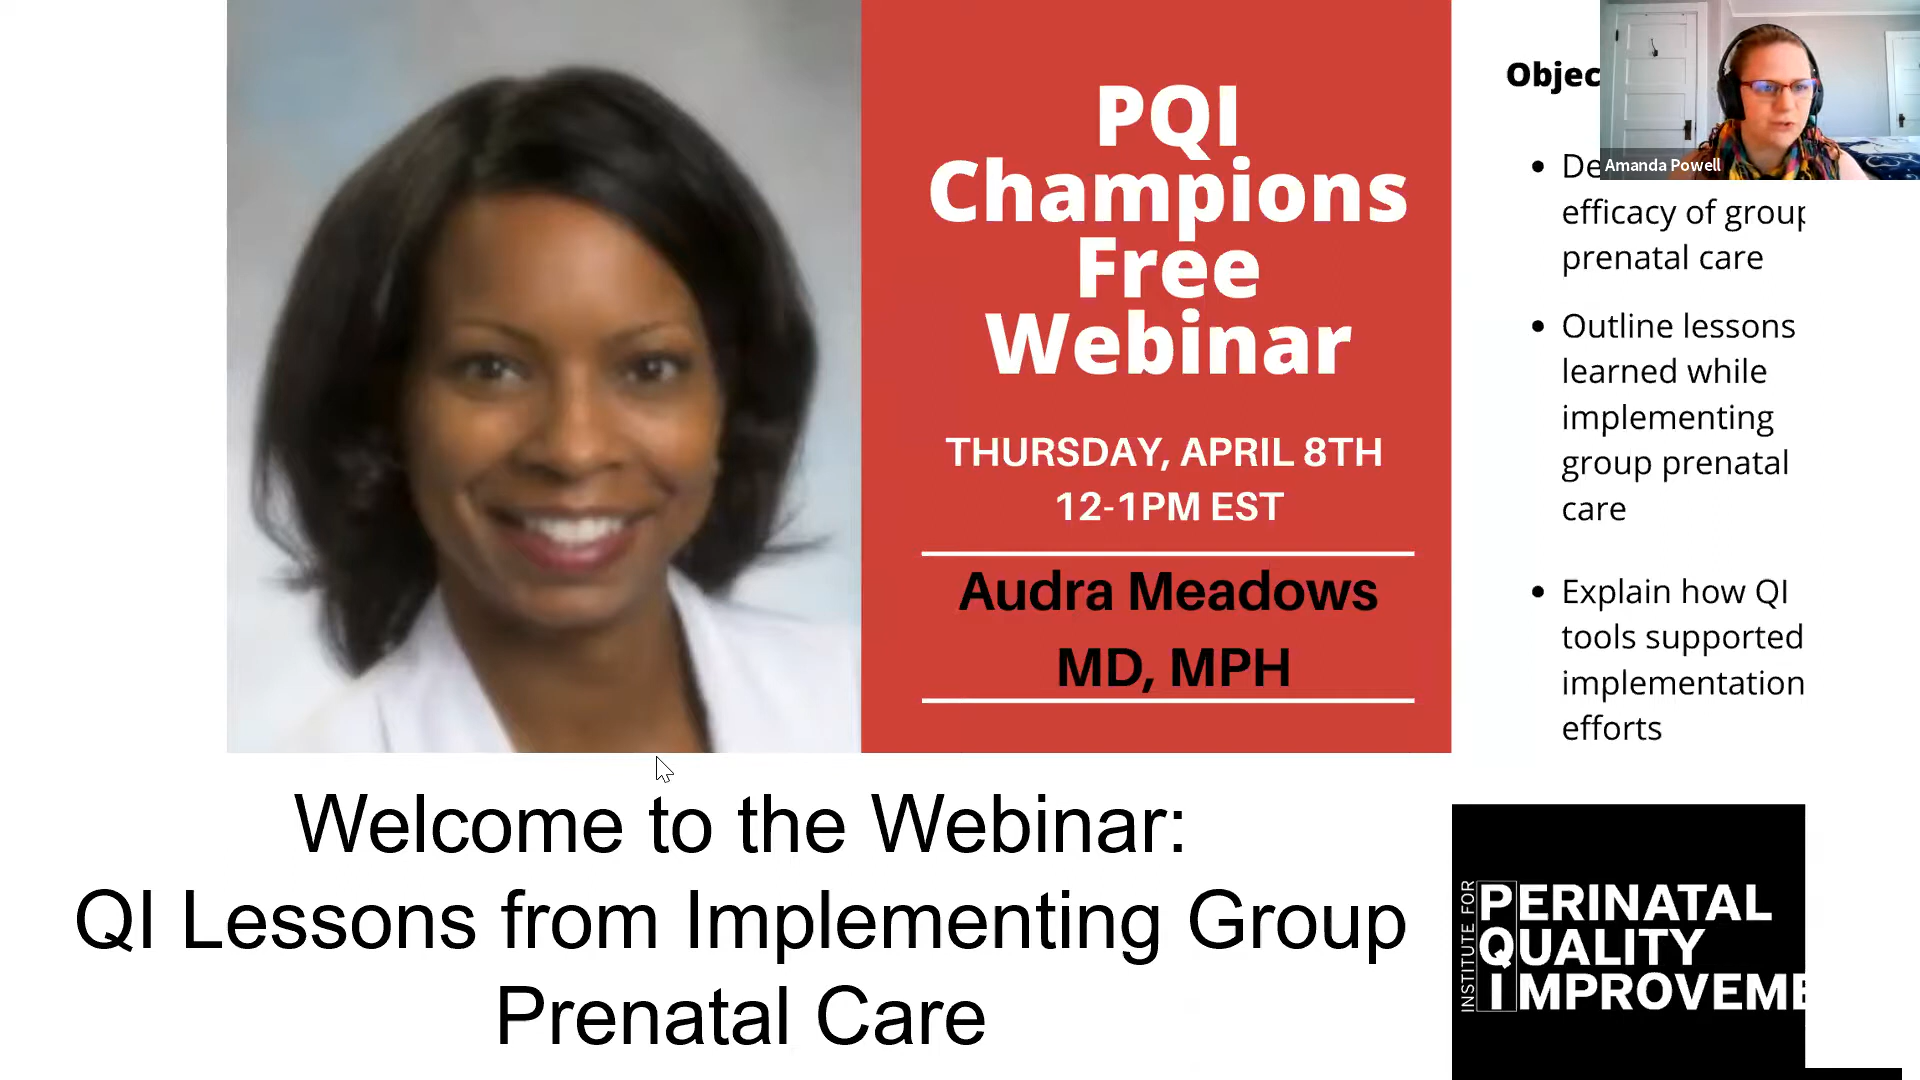 PQI
Champions
Free
Webinar
THURSDAY, APRIL 8TH
12-1PM EST
Audra Meadows
MD, MPH
Objec
De
efficacy of group
prenatal care
Outline lessons
learned while
implementing
group prenatal
care
Explain how QI
tools supported
implementation
efforts
Amanda Powell
Welcome to the Webinar:
QI Lessons from Implementing Group
Prenatal Care
INSTITUTE FOR
PERINATAL
QUALITY
IMPROVEME